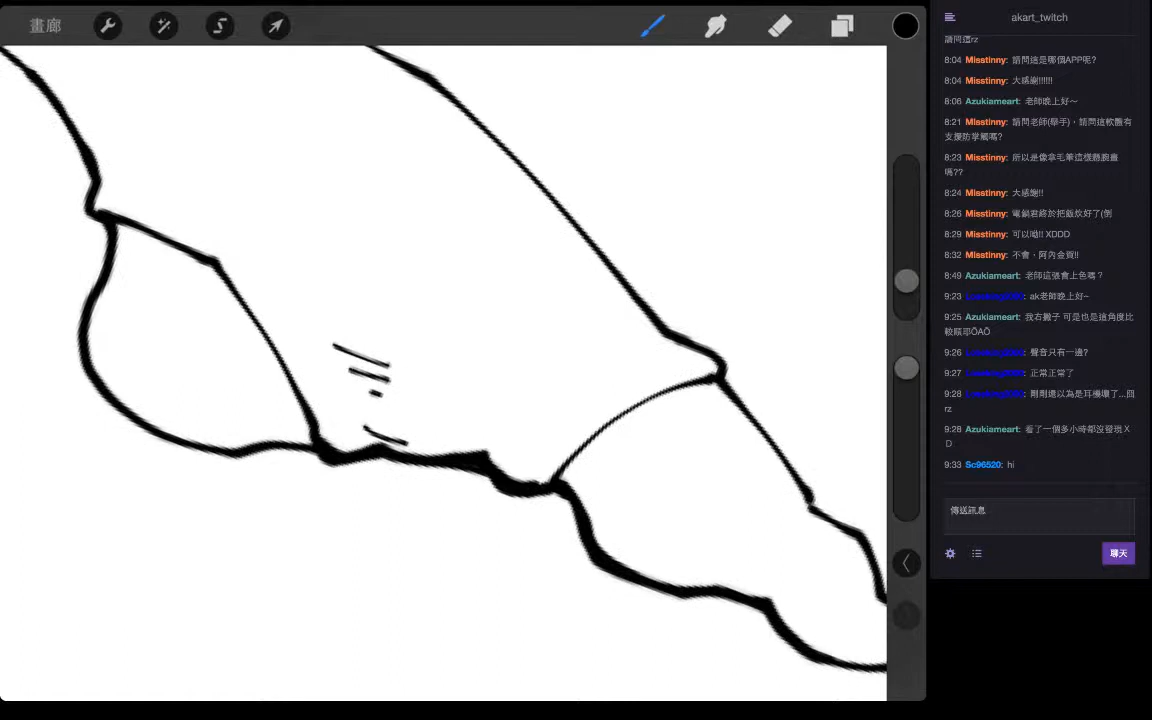 畫廊
akart_twitch
請問這rz
8:04 Misstinny: 請問這是哪個APP呢?
8:04 Misstinny: 大感謝!!!!!!
8:06 Azukiameart: 老師晚上好～
8:21 Misstinny: 請問老師(舉手)，請問這軟體有
支援防掌觸嗎?
8:23 Misstinny: 所以是像拿毛筆這樣懸腕畫
嗎??
8:24 Misstinny: 大感謝!!
8:26 Misstinny: 電鍋君終於把飯炊好了(倒
8:29 Misstinny: 可以呦!! XDDD
8:32 Misstinny: 不會，阿內金賀!!
8:49 Azukiameart: 老師這張會上色嗎？
9:23 : ak老師晚上好~
9:25 Azukiameart: 我右撇子 可是也是這角度比
較順耶ÖAÖ
9:26 : 聲音只有一邊?
9:27 : 正常正常了
9:28 : 剛剛還以為是耳機壞了...囧
rz
9:28 Azukiameart: 看了一個多小時都沒發現Ｘ
Ｄ
9:33 Sc96520: hi
傳送訊息
聊天